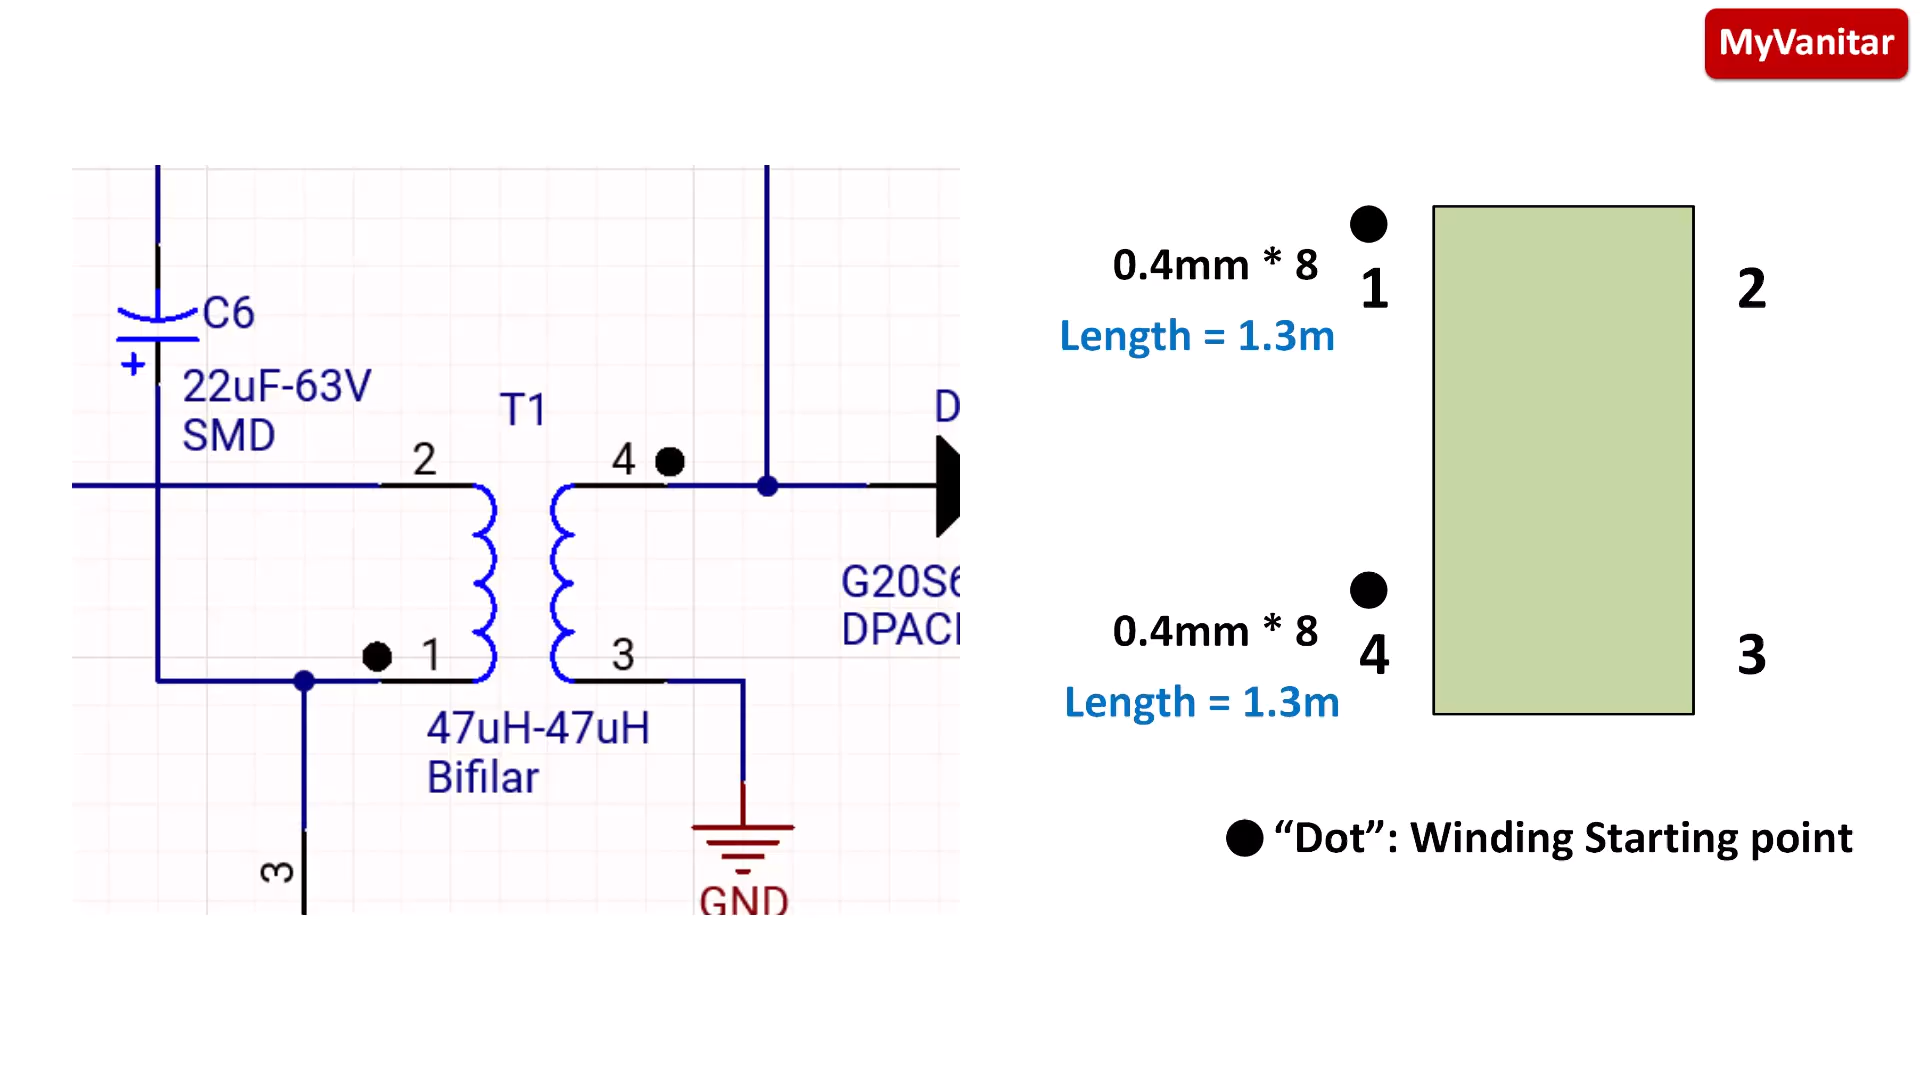 MyVanitar
C6
+
22uF-63V
SMD
T1
2
4
1
3
47uH-47uH
Bifilar
3
GND
D
G20S6
DPAC
0.4mm * 8
1
2
Length = 1.3m
0.4mm * 8
4
3
Length = 1.3m
“Dot”: Winding Starting point